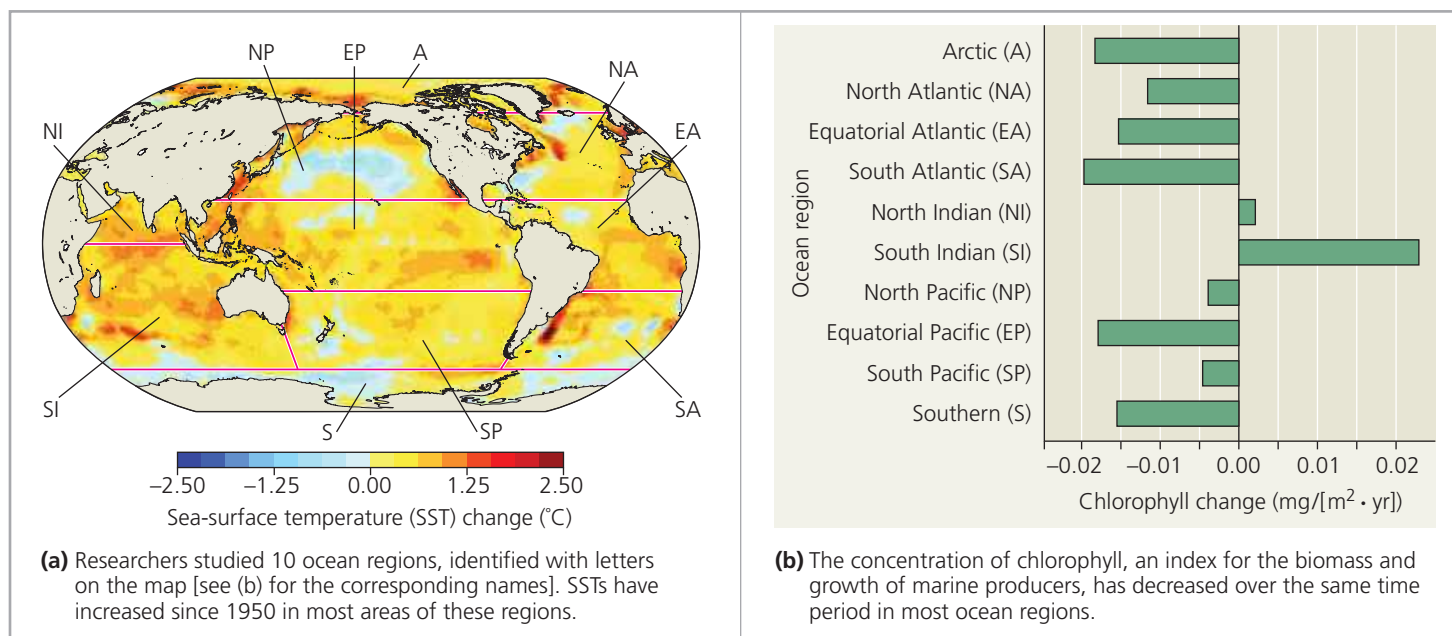 NP
EP
A
NA
NI
EA
SI
S
SP
SA
−2.50
−1.25
0.00
1.25
2.50
Sea-surface temperature (SST) change (˚C)
(a) Researchers studied 10 ocean regions, identified with letters
on the map [see (b) for the corresponding names]. SSTs have
increased since 1950 in most areas of these regions.
Ocean region
Arctic (A)
North Atlantic (NA)
Equatorial Atlantic (EA)
South Atlantic (SA)
North Indian (NI)
South Indian (SI)
North Pacific (NP)
Equatorial Pacific (EP)
South Pacific (SP)
Southern (S)
−0.02
−0.01
0.00
0.01
0.02
Chlorophyll change (mg/[m² · yr])
(b) The concentration of chlorophyll, an index for the biomass and
growth of marine producers, has decreased over the same time
period in most ocean regions.